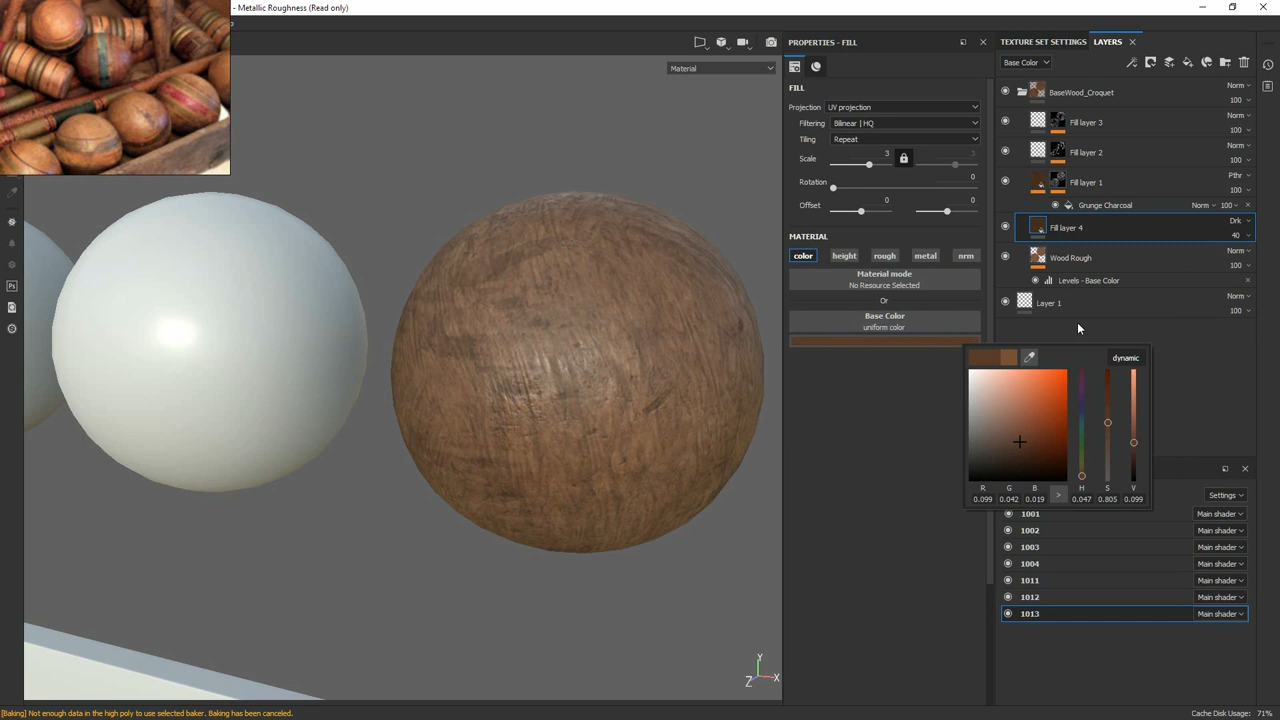 - Metallic Roughness (Read only)
Material
PROPERTIES - FILL
FILL
Projection UV projection
Filtering Bilinear | HQ
Tiling Repeat
Scale 3 3
Rotation 0
Offset 0 0
MATERIAL
color height rough metal nrm
Material mode
No Resource Selected
Or
Base Color
uniform color
TEXTURE SET SETTINGS LAYERS
Base Color
BaseWood_Croquet Norm 100
Fill layer 3 Norm 100
Fill layer 2 Norm 100
Fill layer 1 Pthr 100
Grunge Charcoal Norm 100
Fill layer 4 Drk 40
Wood Rough Norm 100
Levels - Base Color
Layer 1 Norm 100
dynamic
R G B H S V
0.099 0.042 0.019 > 0.047 0.805 0.099
Settings
1001 Main shader
1002 Main shader
1003 Main shader
1004 Main shader
1011 Main shader
1012 Main shader
1013 Main shader
Ps
Y
Z X
[Baking] Not enough data in the high poly to use selected baker. Baking has been canceled.
Cache Disk Usage: 71%